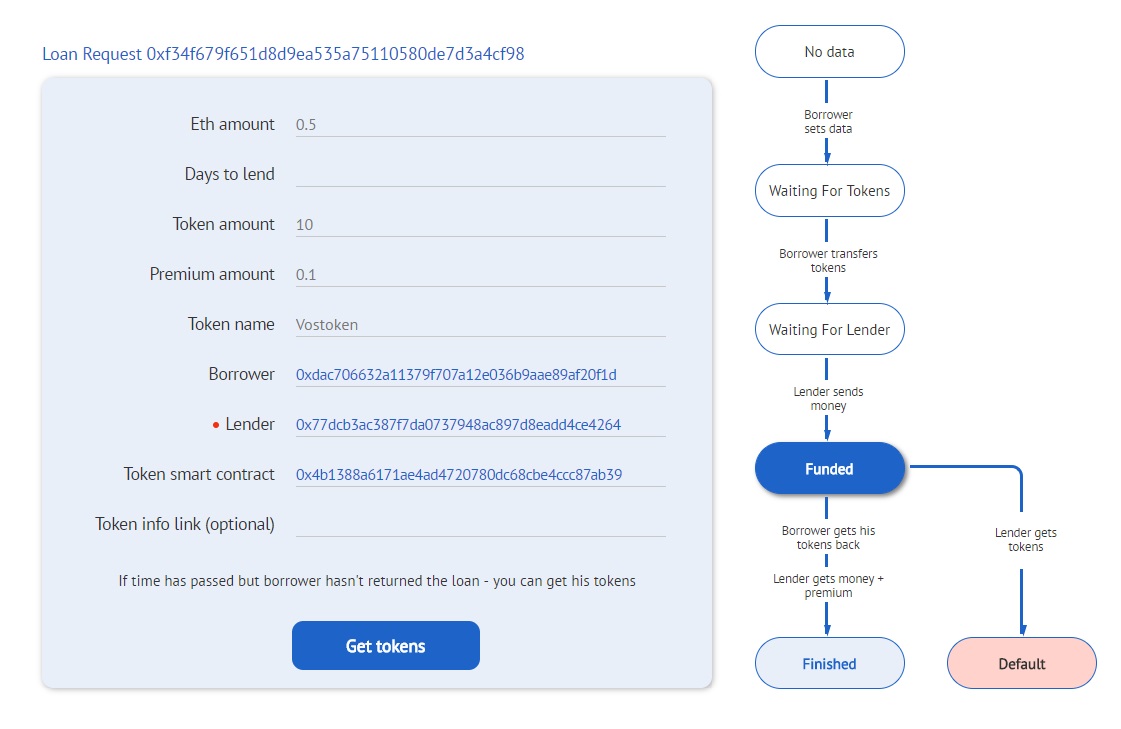 Loan Request 0xf34f679f651d8d9ea535a75110580de7d3a4cf98
Eth amount 0.5
Days to lend
Token amount 10
Premium amount 0.1
Token name Vostoken
Borrower 0xdac706632a11379f707a12e036b9aae89af20f1d
Lender 0x77dcb3ac387f7da0737948ac897d8eadd4ce4264
Token smart contract 0x4b1388a6171ae4ad4720780dc68cbe4ccc87ab39
Token info link (optional)
If time has passed but borrower hasn't returned the loan - you can get his tokens
Get tokens
No data
Borrower
sets data
Waiting For Tokens
Borrower transfers
tokens
Waiting For Lender
Lender sends
money
Funded
Borrower gets his
tokens back
Lender gets money +
premium
Finished
Lender gets
tokens
Default